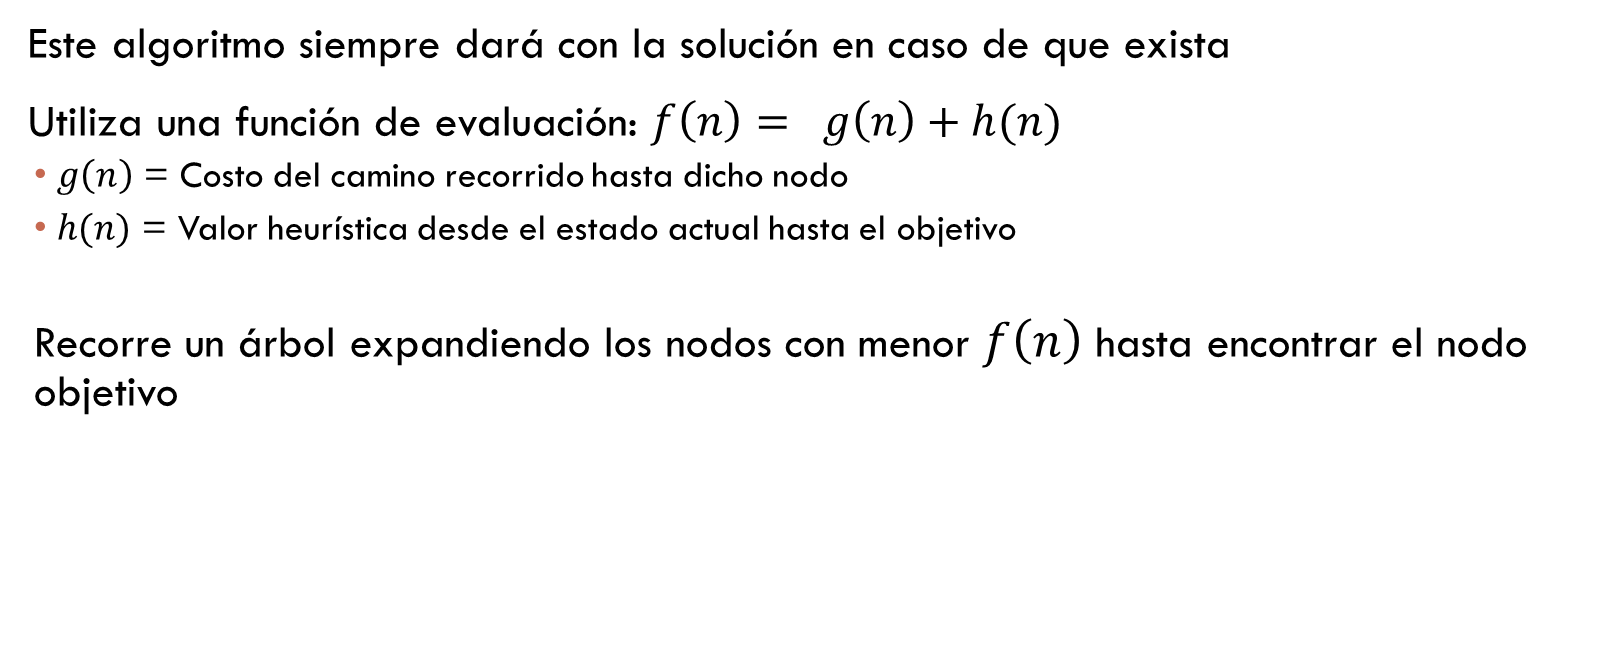 Este algoritmo siempre dará con la solución en caso de que exista
Utiliza una función de evaluación: f(n) = g(n) + h(n)
• g(n) = Costo del camino recorrido hasta dicho nodo
• h(n) = Valor heurística desde el estado actual hasta el objetivo
Recorre un árbol expandiendo los nodos con menor f(n) hasta encontrar el nodo
objetivo